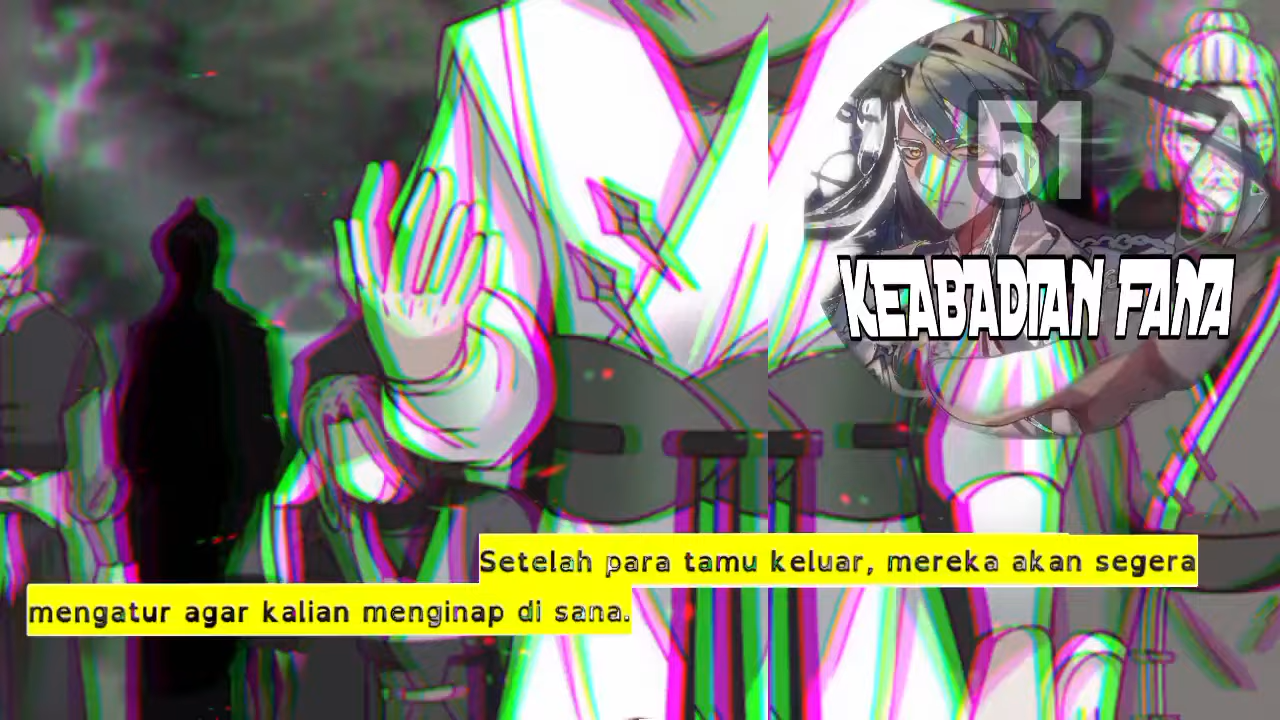 51
KEABADIAN FANA
Setelah para tamu keluar, mereka akan segera
mengatur agar kalian menginap di sana.